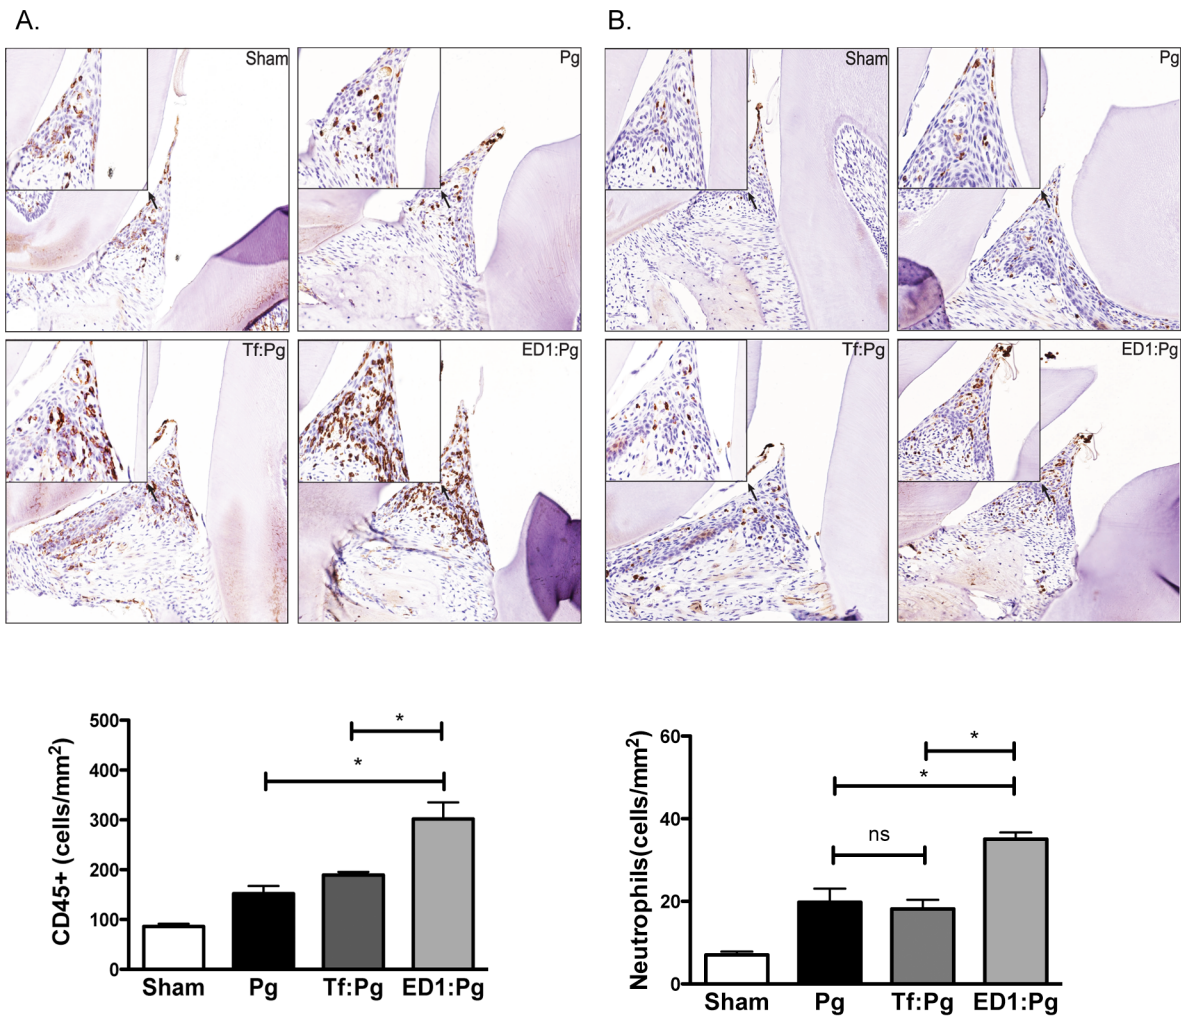 A.
B.
Sham
Pg
Sham
Pg
Tf:Pg
ED1:Pg
Tf:Pg
ED1:Pg
CD45+ (cells/mm2)
500
400
300
200
100
0
*
*
Sham Pg Tf:Pg ED1:Pg
Neutrophils(cells/mm2)
60
40
20
0
*
*
ns
Sham Pg Tf:Pg ED1:Pg